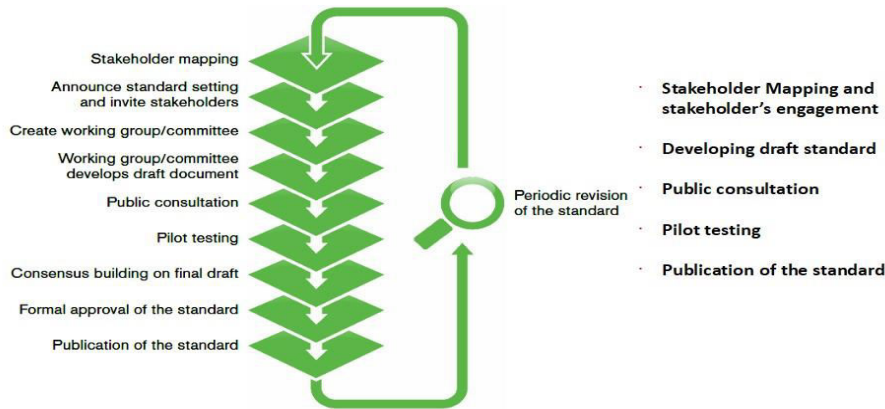 Stakeholder mapping
Announce standard setting
and invite stakeholders
Create working group/committee
Working group/committee
develops draft document
Public consultation
Pilot testing
Consensus building on final draft
Formal approval of the standard
Publication of the standard
Periodic revision
of the standard
· Stakeholder Mapping and
stakeholder's engagement
· Developing draft standard
· Public consultation
· Pilot testing
· Publication of the standard